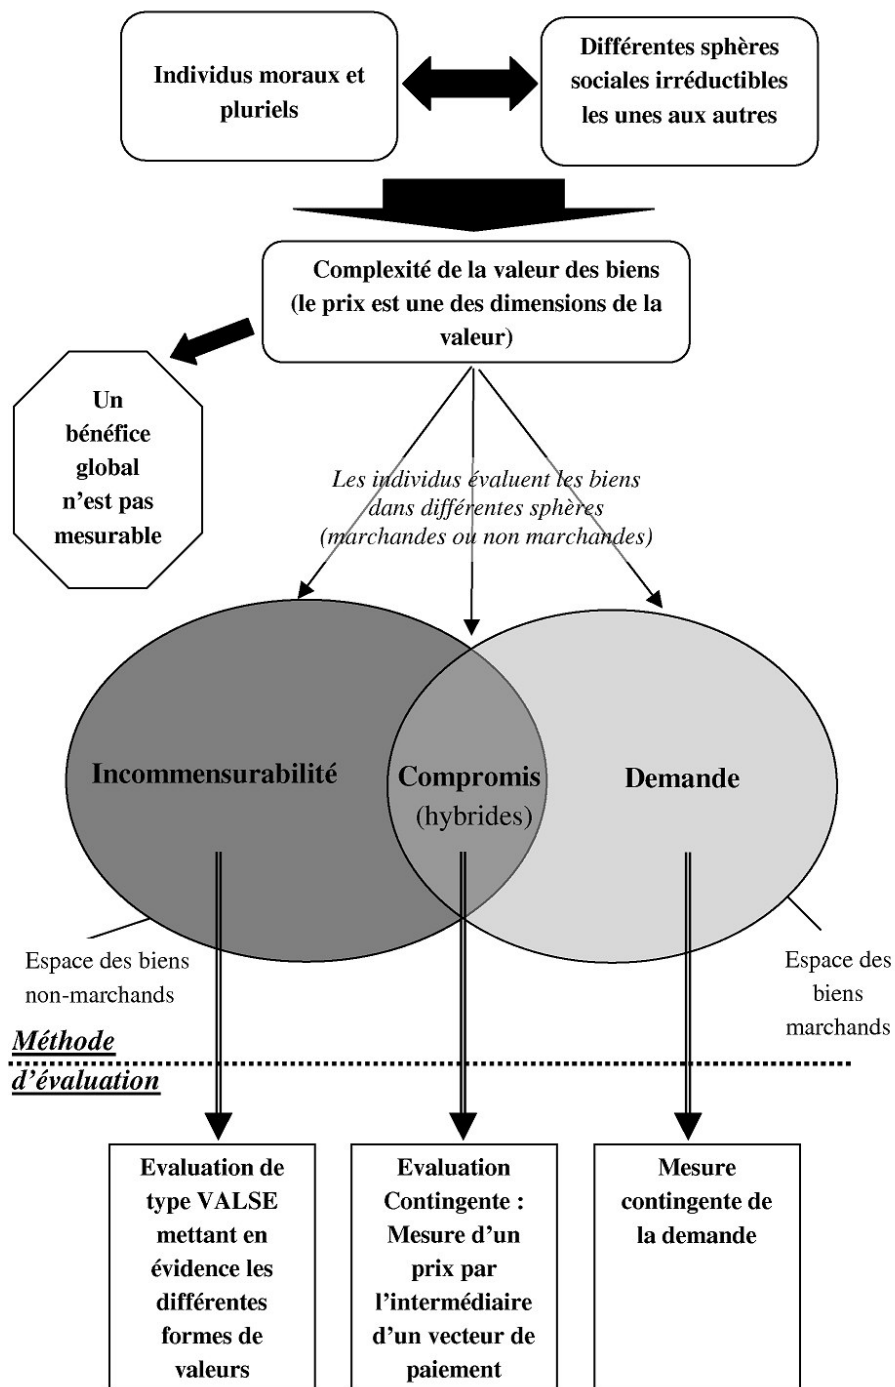 Individus moraux et
pluriels
Différentes sphères
sociales irréductibles
les unes aux autres
Complexité de la valeur des biens
(le prix est une des dimensions de la
valeur)
Un
bénéfice
global
n’est pas
mesurable
Les individus évaluent les biens
dans différentes sphères
(marchandes ou non marchandes)
Incommensurabilité
Compromis
(hybrides)
Demande
Espace des biens
non-marchands
Espace des
biens
marchands
Méthode
d’évaluation
Evaluation de
type VALSE
mettant en
évidence les
différentes
formes de
valeurs
Evaluation
Contingente :
Mesure d’un
prix par
l’intermédiaire
d’un vecteur de
paiement
Mesure
contingente de
la demande